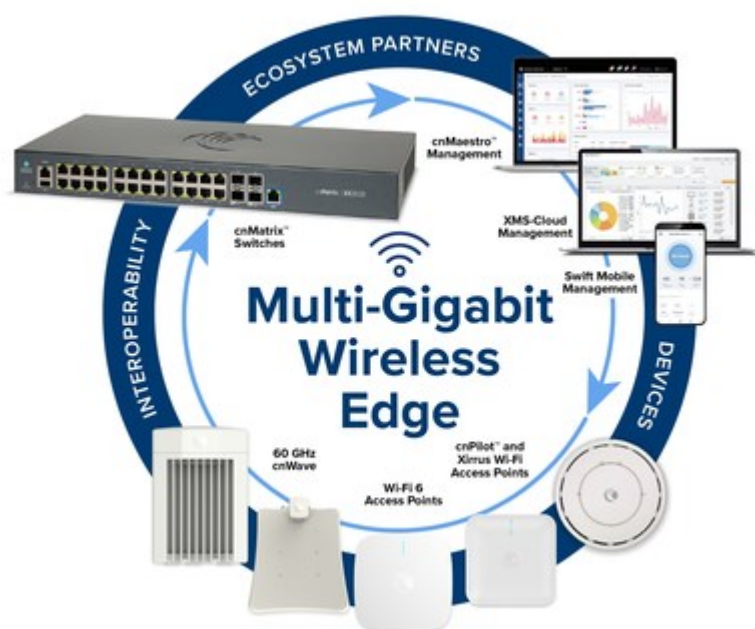 ECOSYSTEM PARTNERS
cnMaestro™
Management
cnMatrix™
Switches
XMS-Cloud
Management
Swift Mobile
Management
INTEROPERABILITY
Multi-Gigabit
Wireless
Edge
DEVICES
60 GHz
cnWave
Wi-Fi 6
Access Points
cnPilot™ and
Xirrus Wi-Fi
Access Points